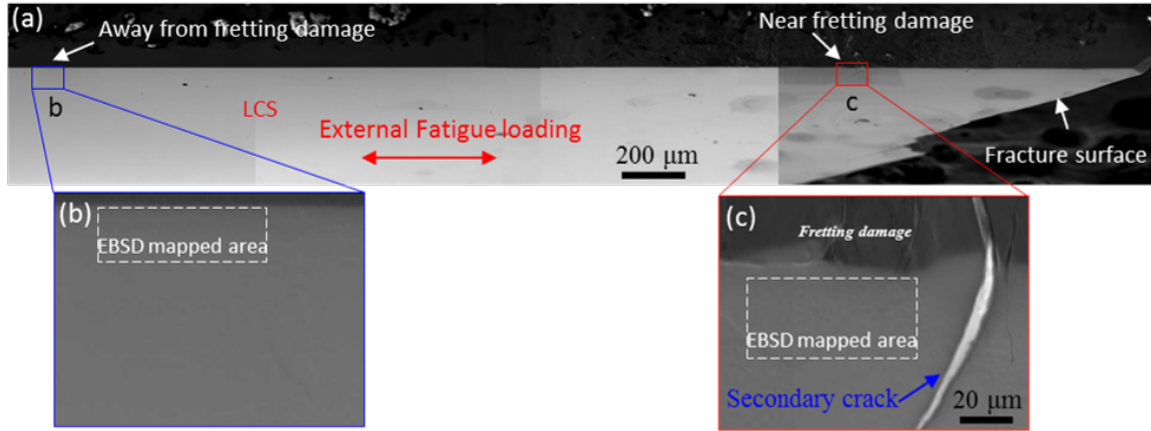 (a)
Away from fretting damage
Near fretting damage
b
c
LCS
External Fatigue loading
200 μm
Fracture surface
(b)
EBSD mapped area
(c)
Fretting damage
EBSD mapped area
Secondary crack
20 μm